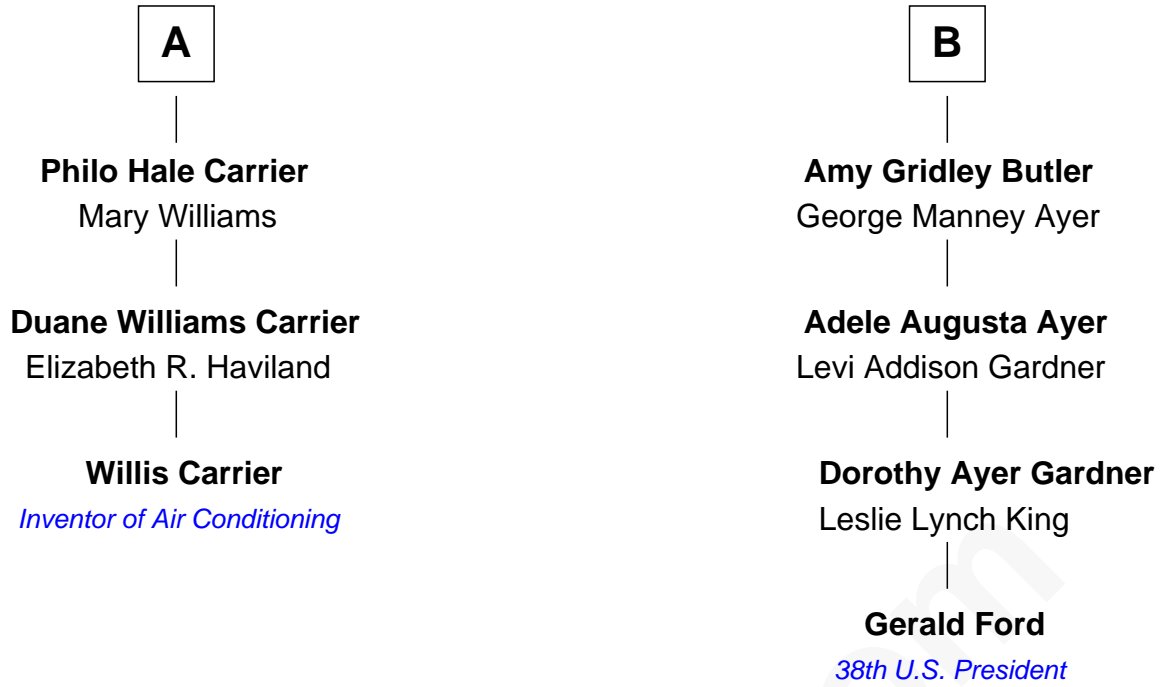 A
Philo Hale Carrier
Mary Williams
Duane Williams Carrier
Elizabeth R. Haviland
Willis Carrier
Inventor of Air Conditioning
B
Amy Gridley Butler
George Manney Ayer
Adele Augusta Ayer
Levi Addison Gardner
Dorothy Ayer Gardner
Leslie Lynch King
Gerald Ford
38th U.S. President